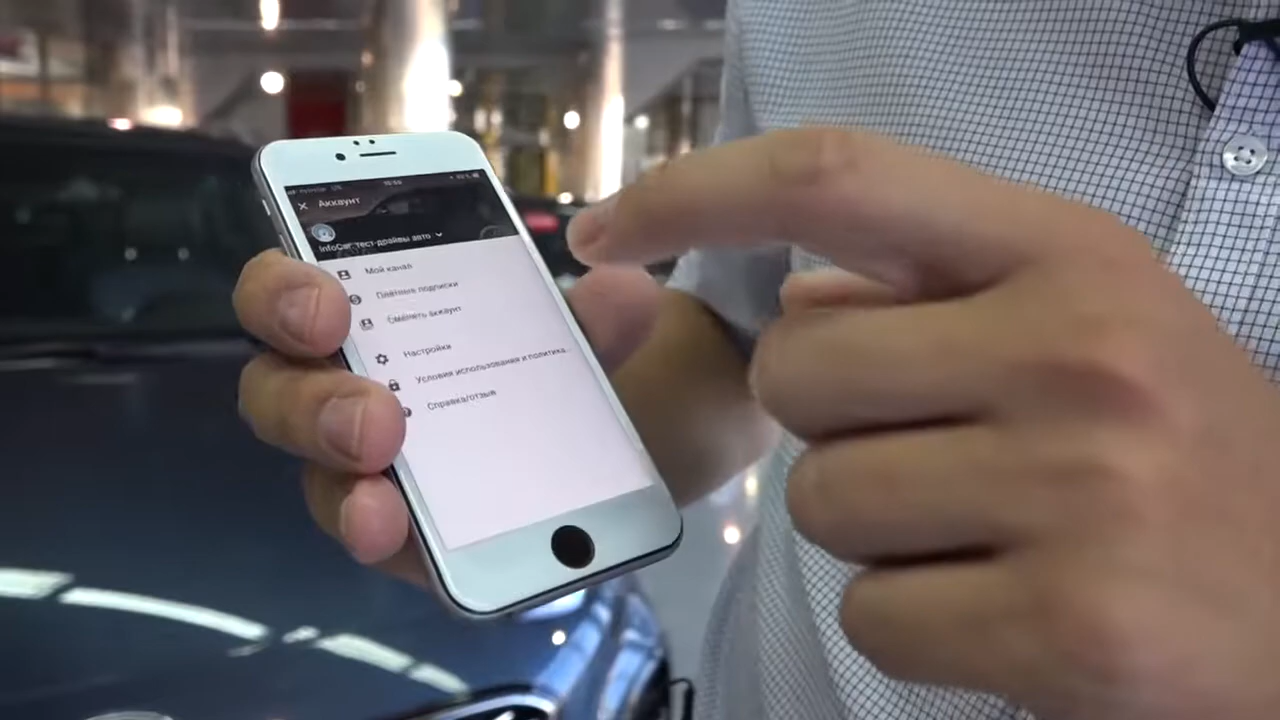 Аккаунт
InfoCar тест-драйвы авто
Мой канал
Платные подписки
Сменить аккаунт
Настройки
Условия использования и политика...
Справка/отзыв